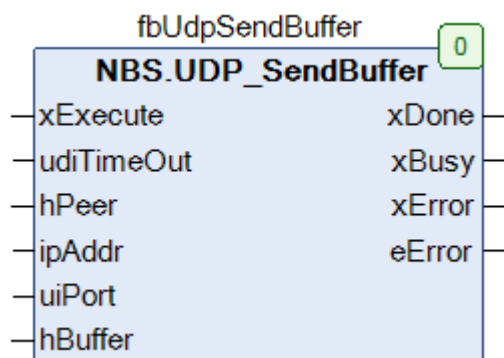 fbUdpSendBuffer
0
NBS.UDP_SendBuffer
xExecute xDone
udiTimeOut xBusy
hPeer xError
ipAddr eError
uiPort
hBuffer